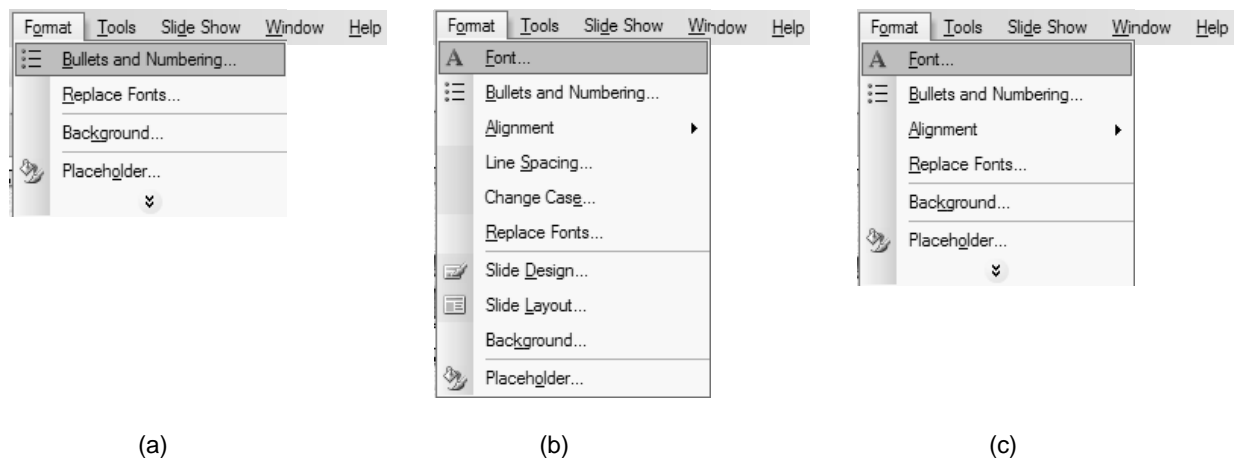 Format Tools Slide Show Window Help
Bullets and Numbering...
Replace Fonts...
Background...
Placeholder...
(a)
Format Tools Slide Show Window Help
Font...
Bullets and Numbering...
Alignment
Line Spacing...
Change Case...
Replace Fonts...
Slide Design...
Slide Layout...
Background...
Placeholder...
(b)
Format Tools Slide Show Window Help
Font...
Bullets and Numbering...
Alignment
Replace Fonts...
Background...
Placeholder...
(c)